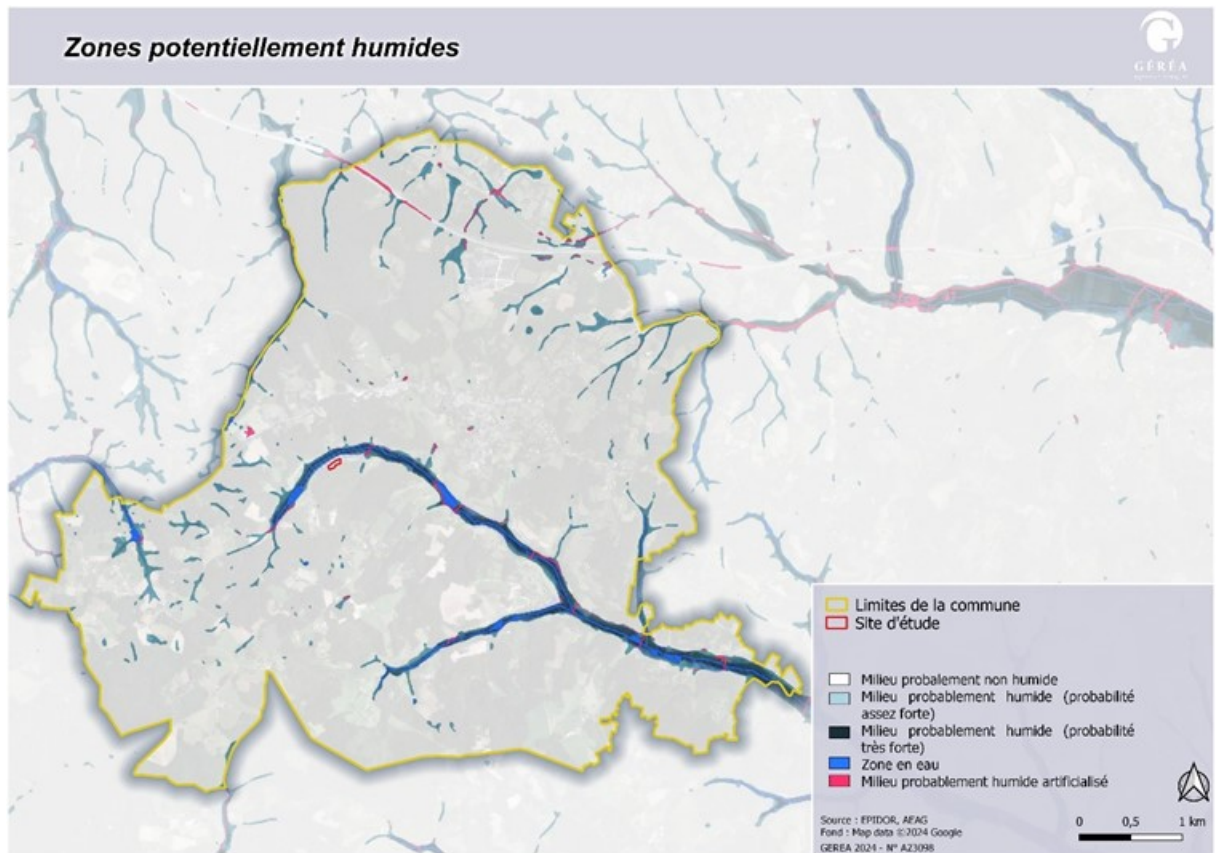 Zones potentiellement humides
GÉRÉA
Limites de la commune
Site d'étude
Milieu probalement non humide
Milieu probablement humide (probabilité
assez forte)
Milieu probablement humide (probabilité
très forte)
Zone en eau
Milieu probablement humide artificialisé
Source : EPIDOR, AEAG
Fond : Map data ©2024 Google
GEREA 2024 - N° A23098
0 0,5 1 km